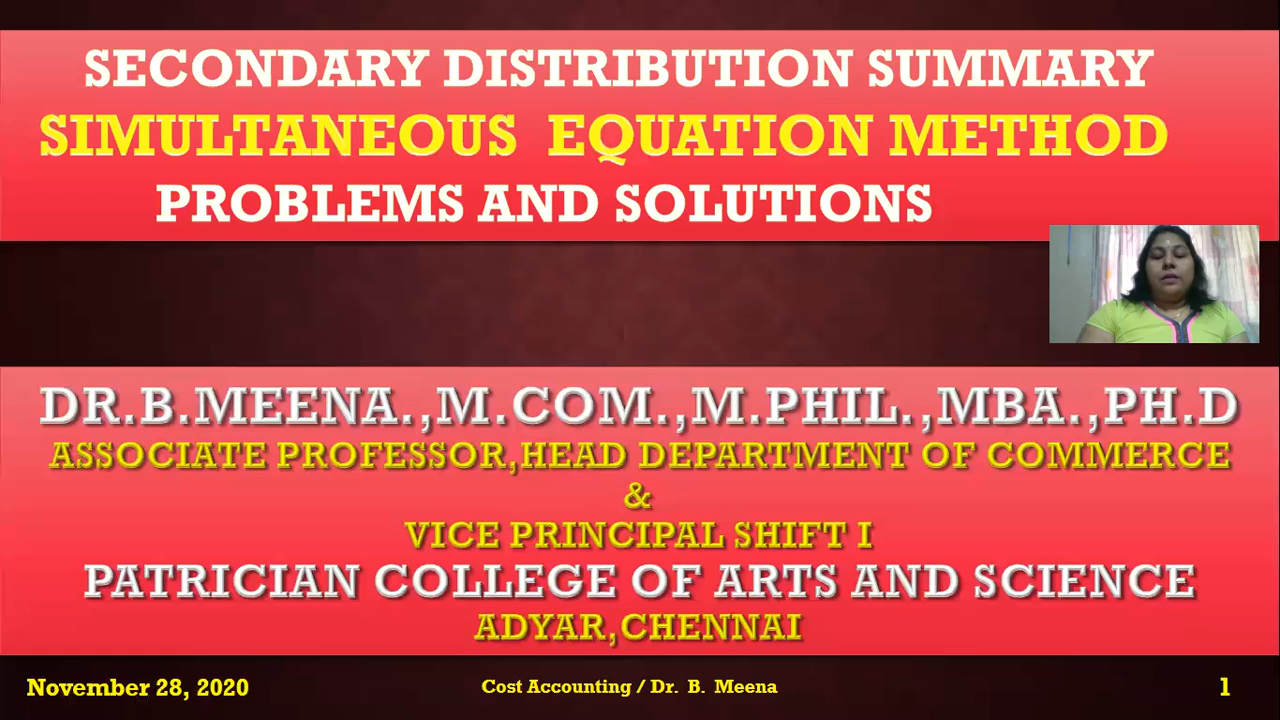 SECONDARY DISTRIBUTION SUMMARY
SIMULTANEOUS EQUATION METHOD
PROBLEMS AND SOLUTIONS
DR.B.MEENA.,M.COM.,M.PHIL.,MBA.,PH.D
ASSOCIATE PROFESSOR,HEAD DEPARTMENT OF COMMERCE
&
VICE PRINCIPAL SHIFT I
PATRICIAN COLLEGE OF ARTS AND SCIENCE
ADYAR,CHENNAI
November 28, 2020
Cost Accounting / Dr. B. Meena
1